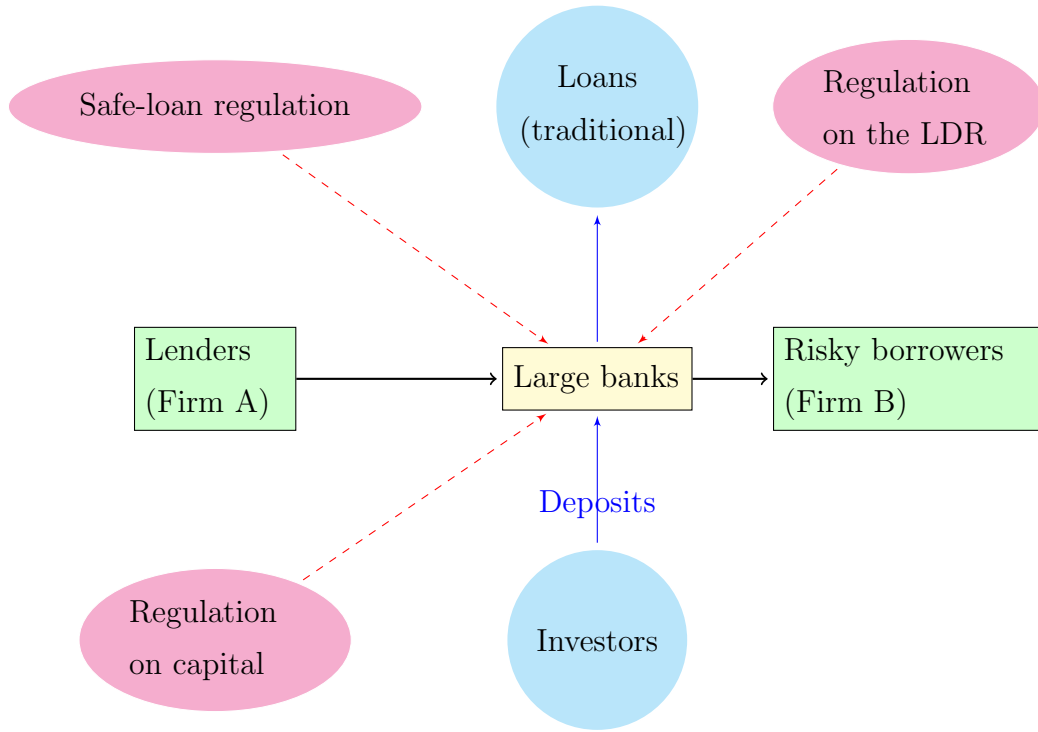 Safe-loan regulation
Loans
(traditional)
Regulation
on the LDR
Lenders
(Firm A)
Large banks
Risky borrowers
(Firm B)
Deposits
Regulation
on capital
Investors